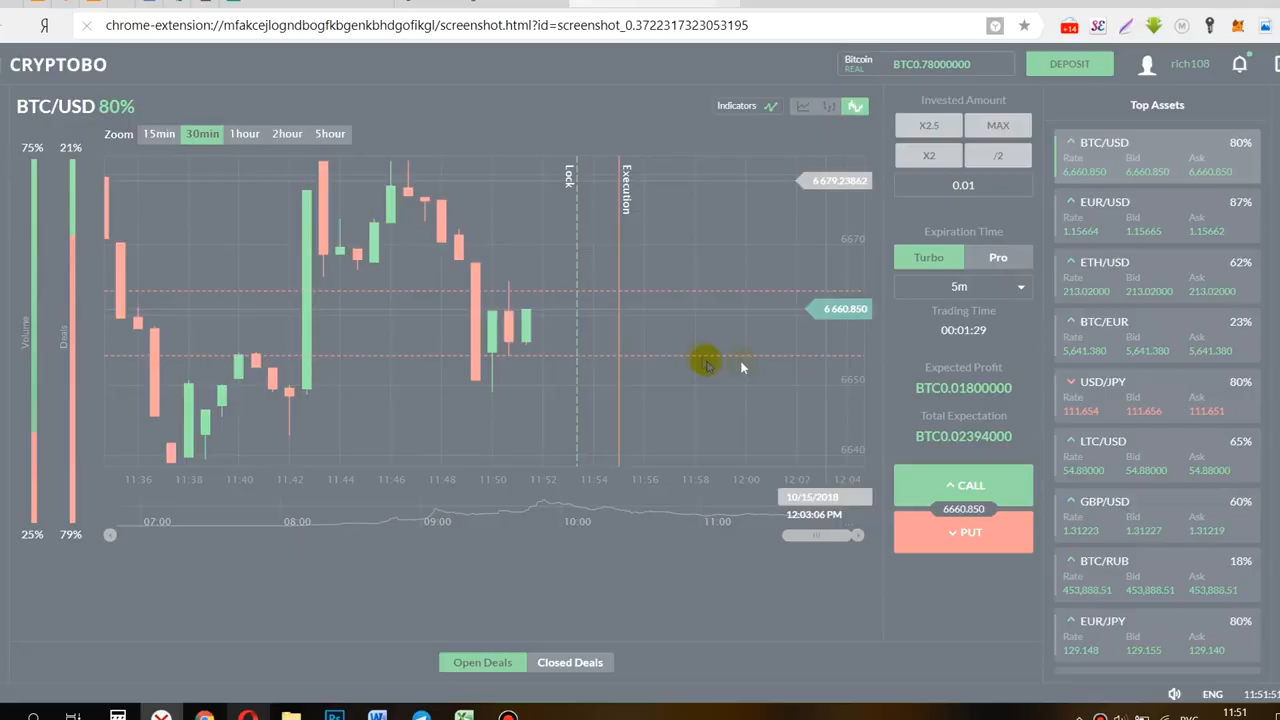 Я chrome-extension://mfakcejlogndbogfkbgenkbhdgofikgl/screenshot.html?id=screenshot_0.3722317323053195 +14
CRYPTOBO
Bitcoin
REAL
BTC0.78000000
DEPOSIT
rich108
BTC/USD 80%
Indicators
Zoom 15min 30min 1hour 2hour 5hour
75% 21%
Volume
Deals
25% 79%
Lock
Execution
6 679.23862
6670
6 660.850
6650
6640
11:36 11:38 11:40 11:42 11:44 11:46 11:48 11:50 11:52 11:54 11:56 11:58 12:00 12:02 12:04
10/15/2018
12:03:06 PM
07:00 08:00 09:00 10:00 11:00
Invested Amount
X2.5 MAX
X2 /2
0.01
Expiration Time
Turbo Pro
5m
Trading Time
00:01:29
Expected Profit
BTC0.01800000
Total Expectation
BTC0.02394000
CALL
6660.850
PUT
Top Assets
BTC/USD 80%
Rate Bid Ask
6,660.850 6,660.850 6,660.850
EUR/USD 87%
Rate Bid Ask
1.15664 1.15665 1.15662
ETH/USD 62%
Rate Bid Ask
213.02000 213.02000 213.02000
BTC/EUR 23%
Rate Bid Ask
5,641.380 5,641.380 5,641.380
USD/JPY 80%
Rate Bid Ask
111.654 111.656 111.651
LTC/USD 65%
Rate Bid Ask
54.88000 54.88000 54.88000
GBP/USD 60%
Rate Bid Ask
1.31223 1.31227 1.31219
BTC/RUB 18%
Rate Bid Ask
453,888.51 453,888.51 453,888.51
EUR/JPY 80%
Rate Bid Ask
129.148 129.155 129.140
Open Deals Closed Deals
ENG 11:51:51
11:51